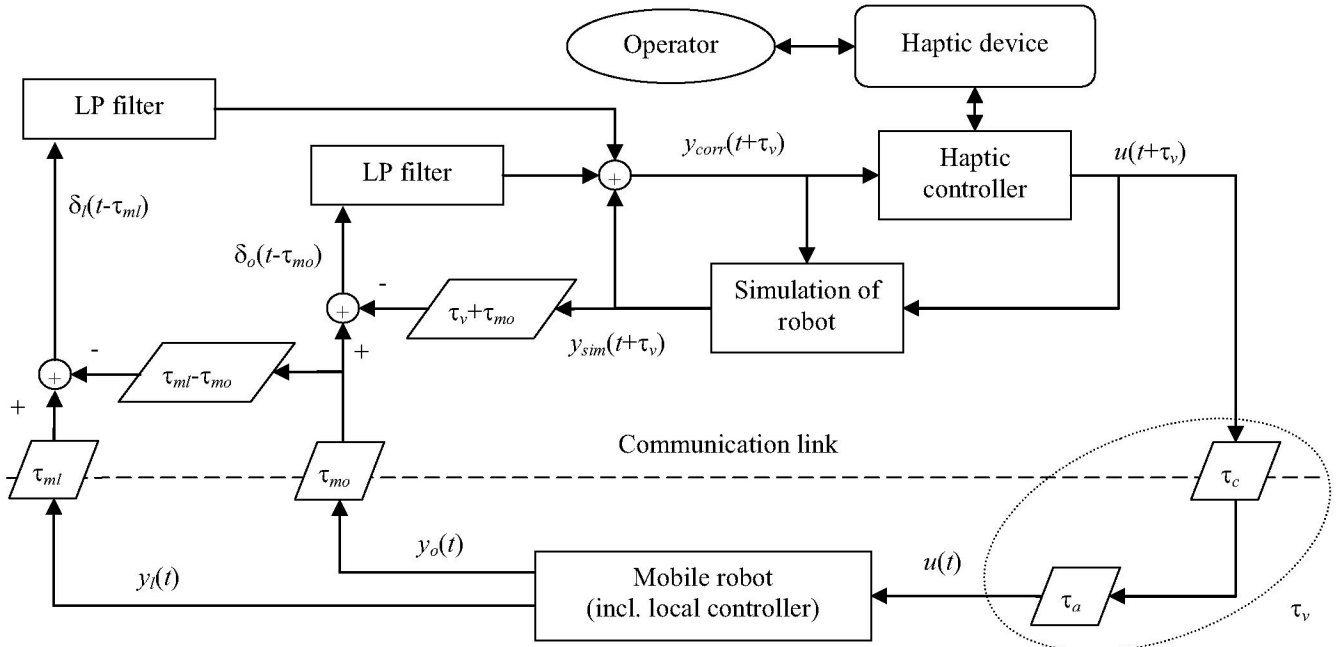 Operator
Haptic device
LP filter
y_corr(t+τ_v)
u(t+τ_v)
LP filter
+
Haptic
controller
δ_l(t-τ_ml)
δ_o(t-τ_mo)
-
τ_v+τ_mo
Simulation of
robot
+
+
y_sim(t+τ_v)
-
τ_ml-τ_mo
+
+
Communication link
τ_ml
τ_mo
τ_c
y_o(t)
y_l(t)
Mobile robot
(incl. local controller)
u(t)
τ_a
τ_v